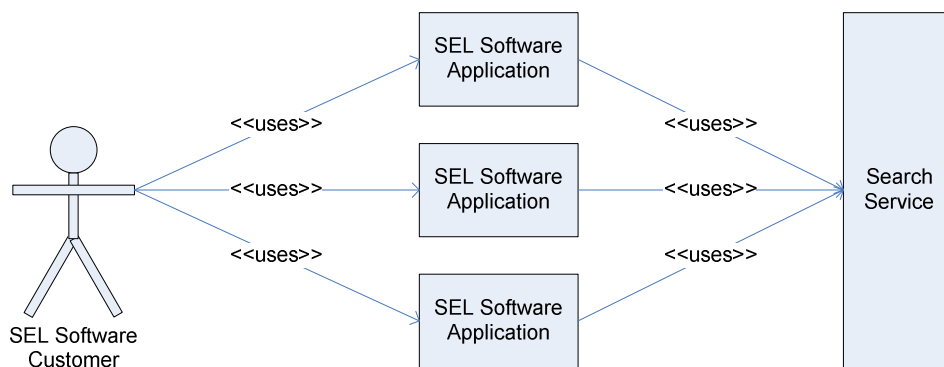 SEL Software
Application
<<uses>>
<<uses>>
SEL Software
Application
<<uses>>
<<uses>>
Search
Service
<<uses>>
<<uses>>
SEL Software
Application
SEL Software
Customer